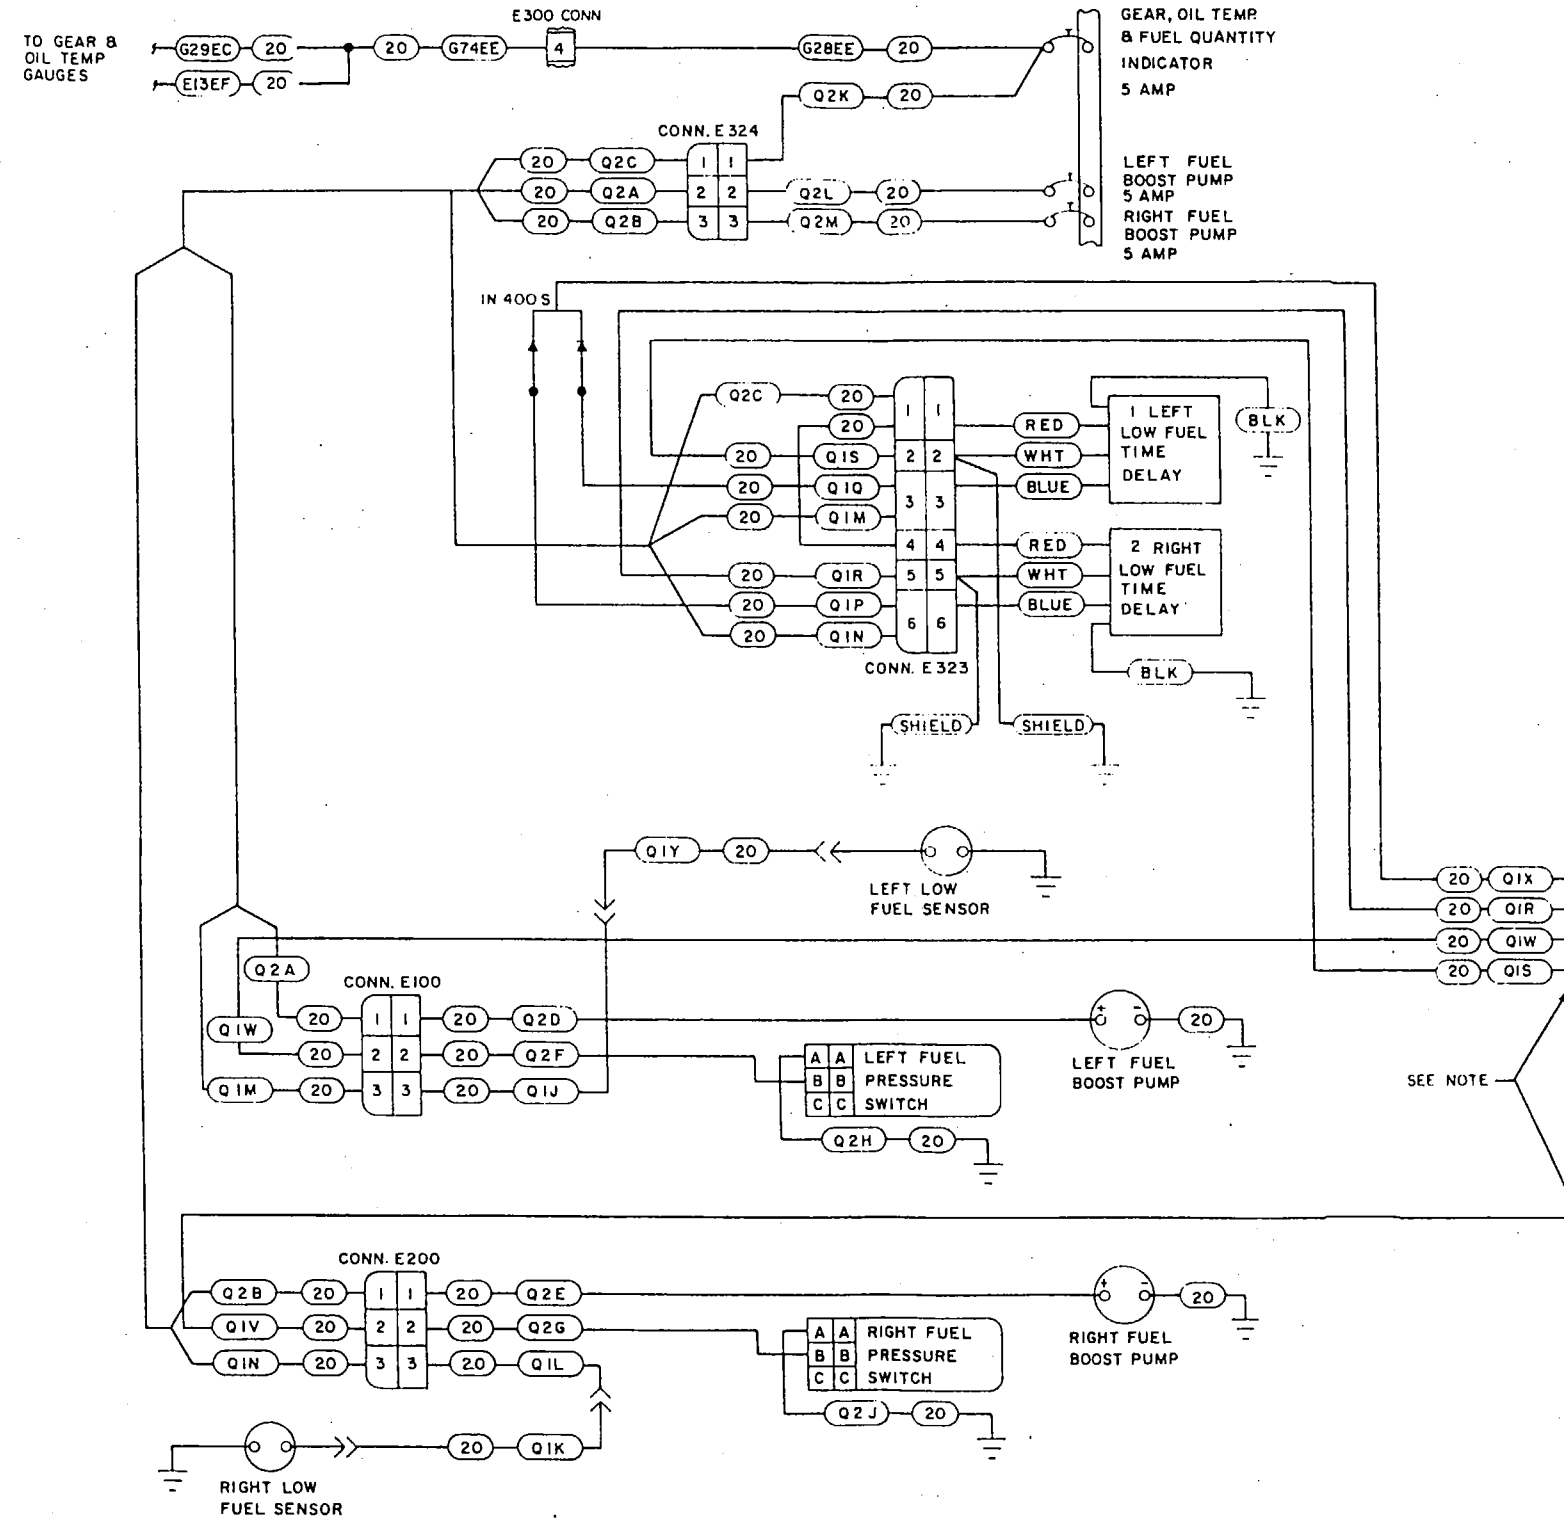 E300 CONN
GEAR, OIL TEMP.
& FUEL QUANTITY
INDICATOR
5 AMP
TO GEAR &
OIL TEMP
GAUGES
G29EC 20 20 G74EE 4 G28EE 20
E13EF 20
Q2K 20
CONN. E324
20 Q2C 1 1
20 Q2A 2 2 Q2L 20
20 Q2B 3 3 Q2M 20
LEFT FUEL
BOOST PUMP
5 AMP
RIGHT FUEL
BOOST PUMP
5 AMP
IN 400S
Q2C 20 1 1
20 RED
20 Q1S 2 2 WHT
20 Q1Q 3 3 BLUE
20 Q1M
4 4 RED
20 Q1R 5 5 WHT
20 Q1P BLUE
20 Q1N 6 6
CONN. E323
1 LEFT
LOW FUEL
TIME
DELAY
BLK
2 RIGHT
LOW FUEL
TIME
DELAY
BLK
SHIELD SHIELD
Q1Y 20
LEFT LOW
FUEL SENSOR
20 Q1X
20 Q1R
20 Q1W
20 Q1S
Q2A
CONN. E100
20 1 1 20 Q2D
Q1W
20 2 2 20 Q2F
Q1M 20 3 3 20 Q1J
+ - 20
LEFT FUEL
BOOST PUMP
A A LEFT FUEL
B B PRESSURE
C C SWITCH
Q2H 20
SEE NOTE
CONN. E200
Q2B 20 1 1 20 Q2E
Q1V 20 2 2 20 Q2G
Q1N 20 3 3 20 Q1L
+ - 20
RIGHT FUEL
BOOST PUMP
A A RIGHT FUEL
B B PRESSURE
C C SWITCH
Q2J 20
20 Q1K
RIGHT LOW
FUEL SENSOR